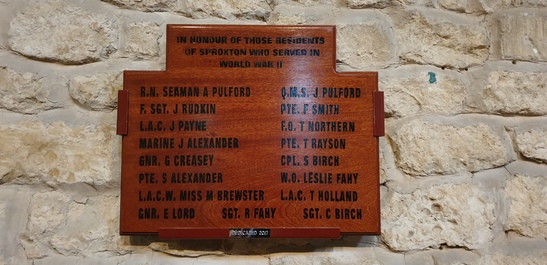 IN HONOUR OF THOSE RESIDENTS
OF SPROXTON WHO SERVED IN
WORLD WAR II
R.N. SEAMAN A PULFORD Q.M.S. J PULFORD
F. SGT. J RUDKIN PTE. F SMITH
L.A.C. J PAYNE F.O. T NORTHERN
MARINE J ALEXANDER PTE. T RAYSON
GNR. G CREASEY CPL. S BIRCH
PTE. S ALEXANDER W.O. LESLIE FAHY
L.A.C.W. MISS M BREWSTER L.A.C. T HOLLAND
GNR. E LORD SGT. R FAHY SGT. C BIRCH
DEDICATED 2017